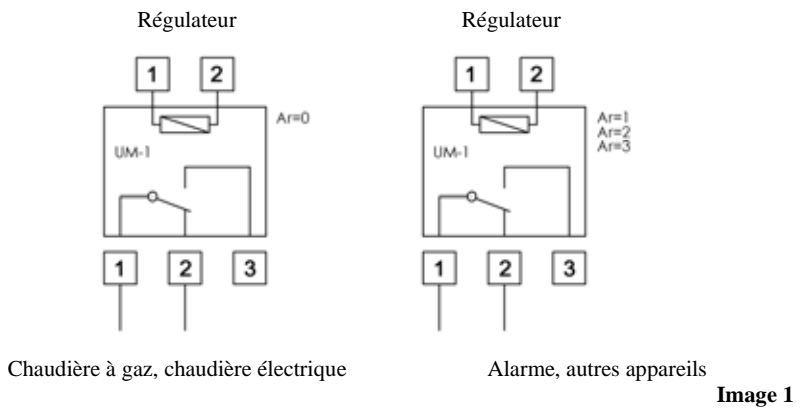 Régulateur Régulateur
1 2 1 2
Ar=0 Ar=1
Ar=2
Ar=3
UM-1 UM-1
1 2 3 1 2 3
Chaudière à gaz, chaudière électrique Alarme, autres appareils
Image 1